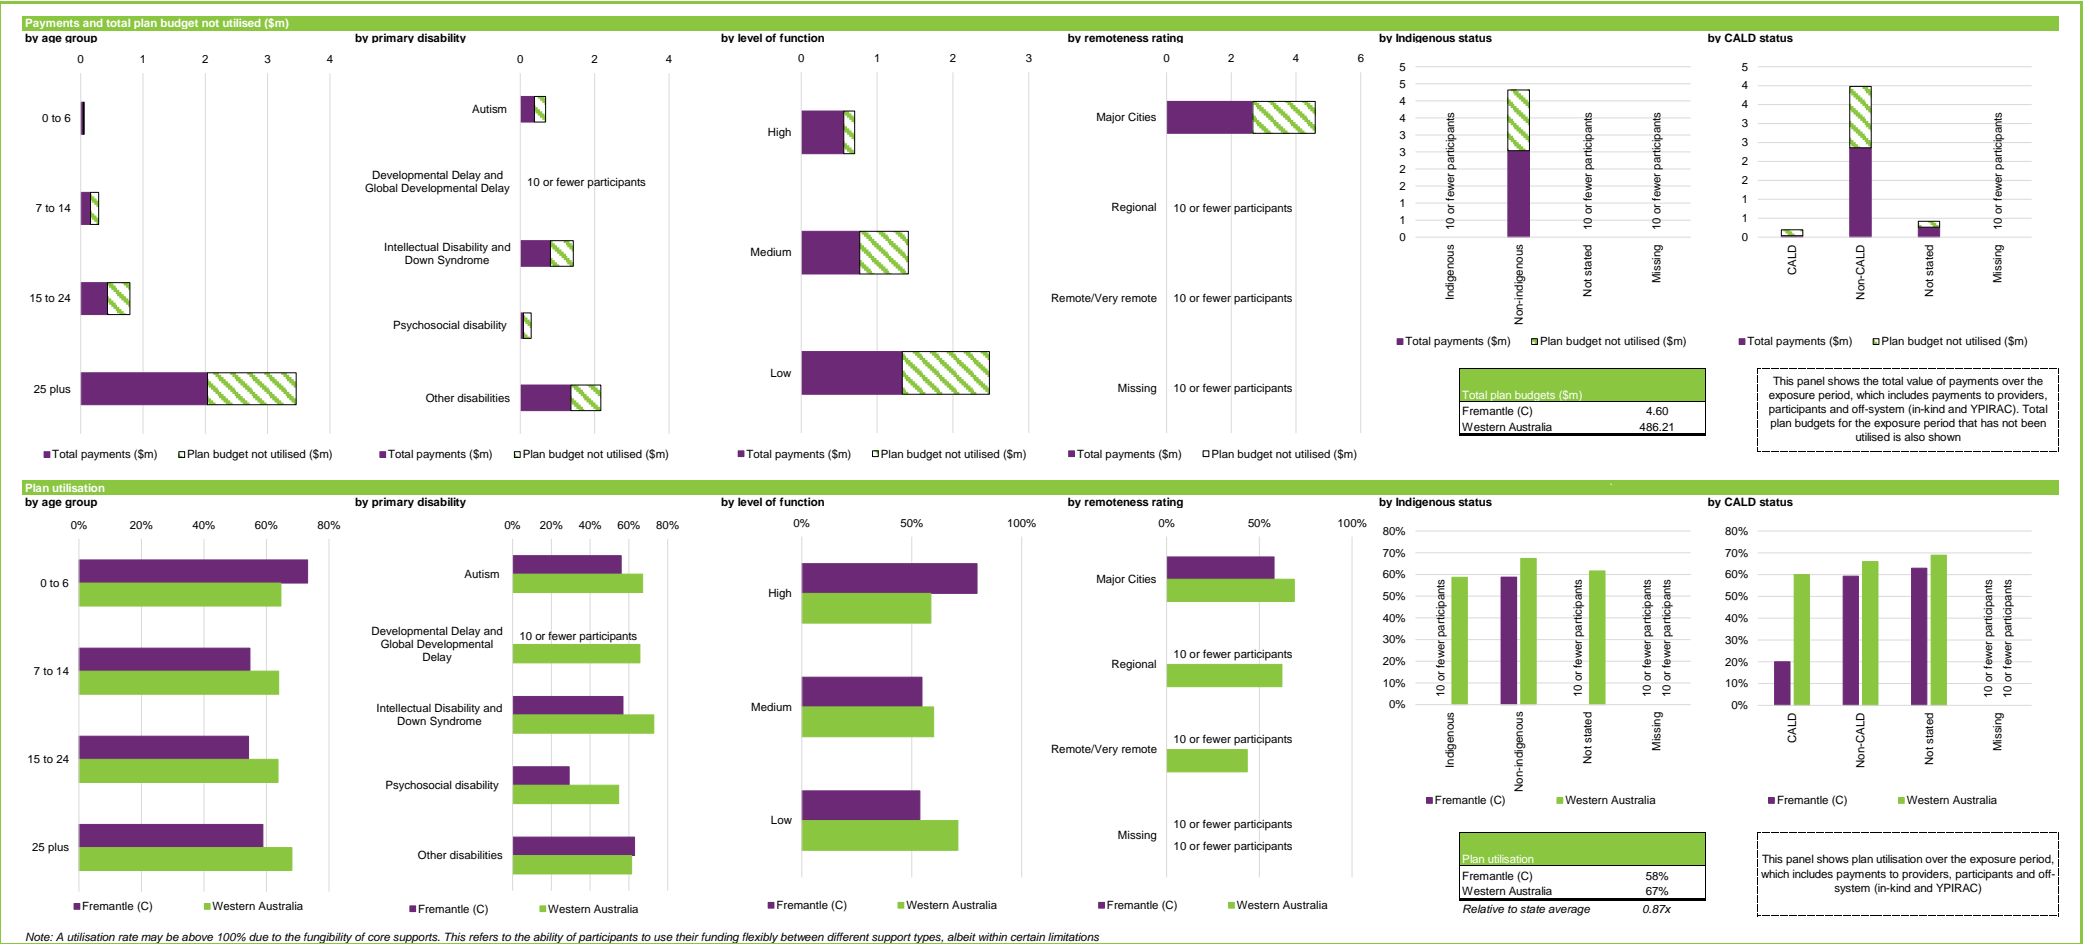 Payments and total plan budget not utilised ($m)
by age group
0 1 2 3 4
0 to 6
7 to 14
15 to 24
25 plus
Total payments ($m) Plan budget not utilised ($m)
by primary disability
0 2 4
Autism
Developmental Delay and
Global Developmental Delay
10 or fewer participants
Intellectual Disability and
Down Syndrome
Psychosocial disability
Other disabilities
Total payments ($m) Plan budget not utilised ($m)
by level of function
0 1 2 3
High
Medium
Low
Total payments ($m) Plan budget not utilised ($m)
by remoteness rating
0 2 4 6
Major Cities
Regional 10 or fewer participants
Remote/Very remote 10 or fewer participants
Missing 10 or fewer participants
Total payments ($m) Plan budget not utilised ($m)
by Indigenous status
5
5
4
4
3
3
2
2
1
1
0
10 or fewer participants
10 or fewer participants
10 or fewer participants
Indigenous
Non-indigenous
Not stated
Missing
Total payments ($m) Plan budget not utilised ($m)
by CALD status
5
4
4
3
3
2
2
1
1
0
10 or fewer participants
CALD
Non-CALD
Not stated
Missing
Total payments ($m) Plan budget not utilised ($m)
Total plan budgets ($m)
Fremantle (C) 4.60
Western Australia 486.21
This panel shows the total value of payments over the
exposure period, which includes payments to providers,
participants and off-system (in-kind and YPIRAC). Total
plan budgets for the exposure period that has not been
utilised is also shown
Plan utilisation
by age group
0% 20% 40% 60% 80%
0 to 6
7 to 14
15 to 24
25 plus
Fremantle (C) Western Australia
by primary disability
0% 20% 40% 60% 80%
Autism
Developmental Delay and
Global Developmental
Delay
10 or fewer participants
Intellectual Disability and
Down Syndrome
Psychosocial disability
Other disabilities
Fremantle (C) Western Australia
by level of function
0% 50% 100%
High
Medium
Low
Fremantle (C) Western Australia
by remoteness rating
0% 50% 100%
Major Cities
Regional
10 or fewer participants
Remote/Very remote
10 or fewer participants
Missing
10 or fewer participants
10 or fewer participants
Fremantle (C) Western Australia
by Indigenous status
80%
70%
60%
50%
40%
30%
20%
10%
0%
10 or fewer participants
10 or fewer participants
10 or fewer participants
10 or fewer participants
Indigenous
Non-indigenous
Not stated
Missing
Fremantle (C) Western Australia
by CALD status
80%
70%
60%
50%
40%
30%
20%
10%
0%
10 or fewer participants
10 or fewer participants
CALD
Non-CALD
Not stated
Missing
Fremantle (C) Western Australia
Plan utilisation
Fremantle (C) 58%
Western Australia 67%
Relative to state average 0.87x
This panel shows plan utilisation over the exposure period,
which includes payments to providers, participants and off-
system (in-kind and YPIRAC)
Note: A utilisation rate may be above 100% due to the fungibility of core supports. This refers to the ability of participants to use their funding flexibly between different support types, albeit within certain limitations